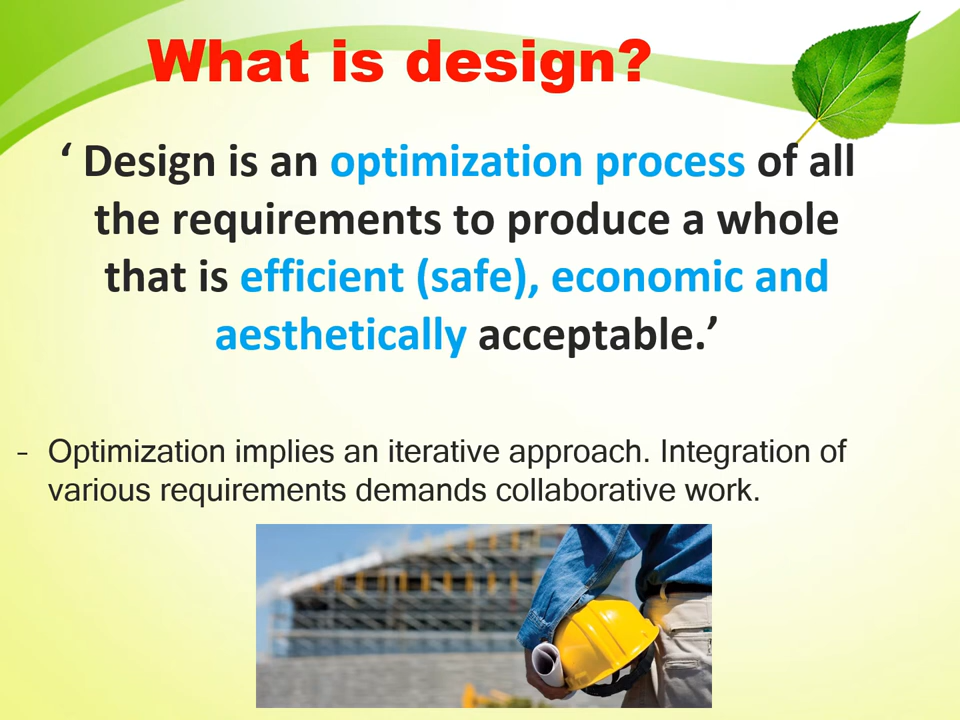 What is design?
‘ Design is an optimization process of all
the requirements to produce a whole
that is efficient (safe), economic and
aesthetically acceptable.’
- Optimization implies an iterative approach. Integration of
various requirements demands collaborative work.